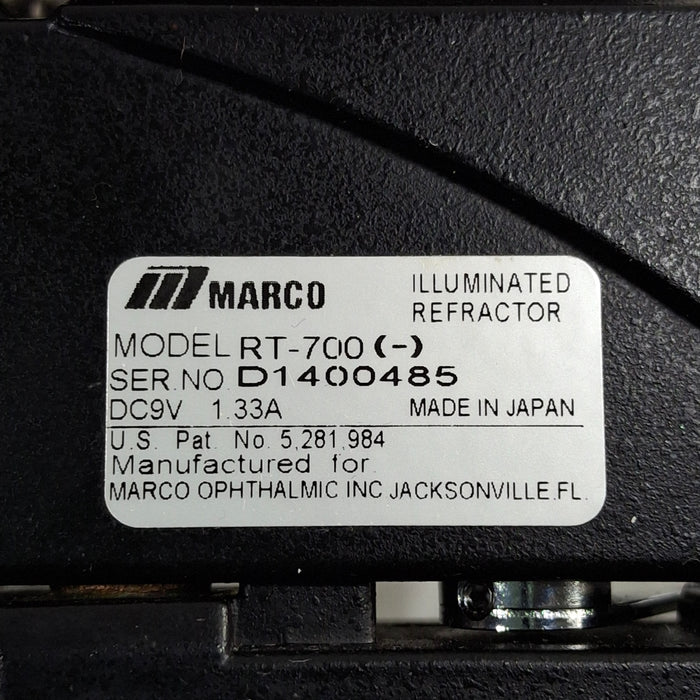 MARCO
ILLUMINATED
REFRACTOR
MODEL RT-700 (-)
SER.NO. D1400485
DC9V 1.33A MADE IN JAPAN
U.S. Pat. No. 5,281,984
Manufactured for
MARCO OPHTHALMIC INC JACKSONVILLE.FL.